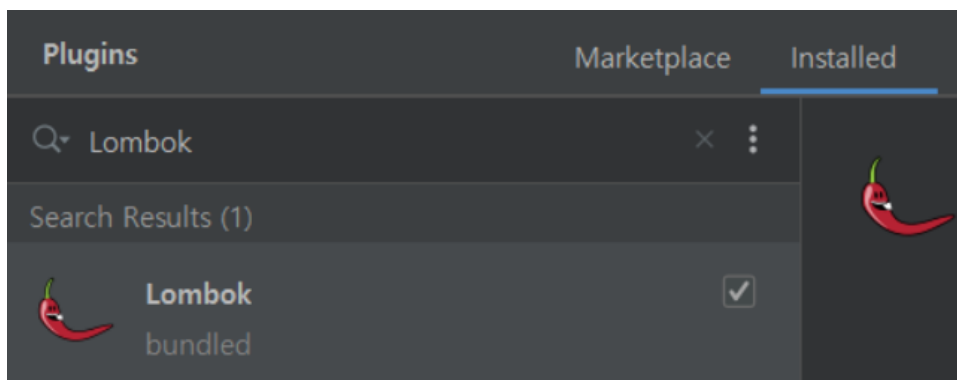 Plugins Marketplace Installed
Lombok
Search Results (1)
Lombok
bundled